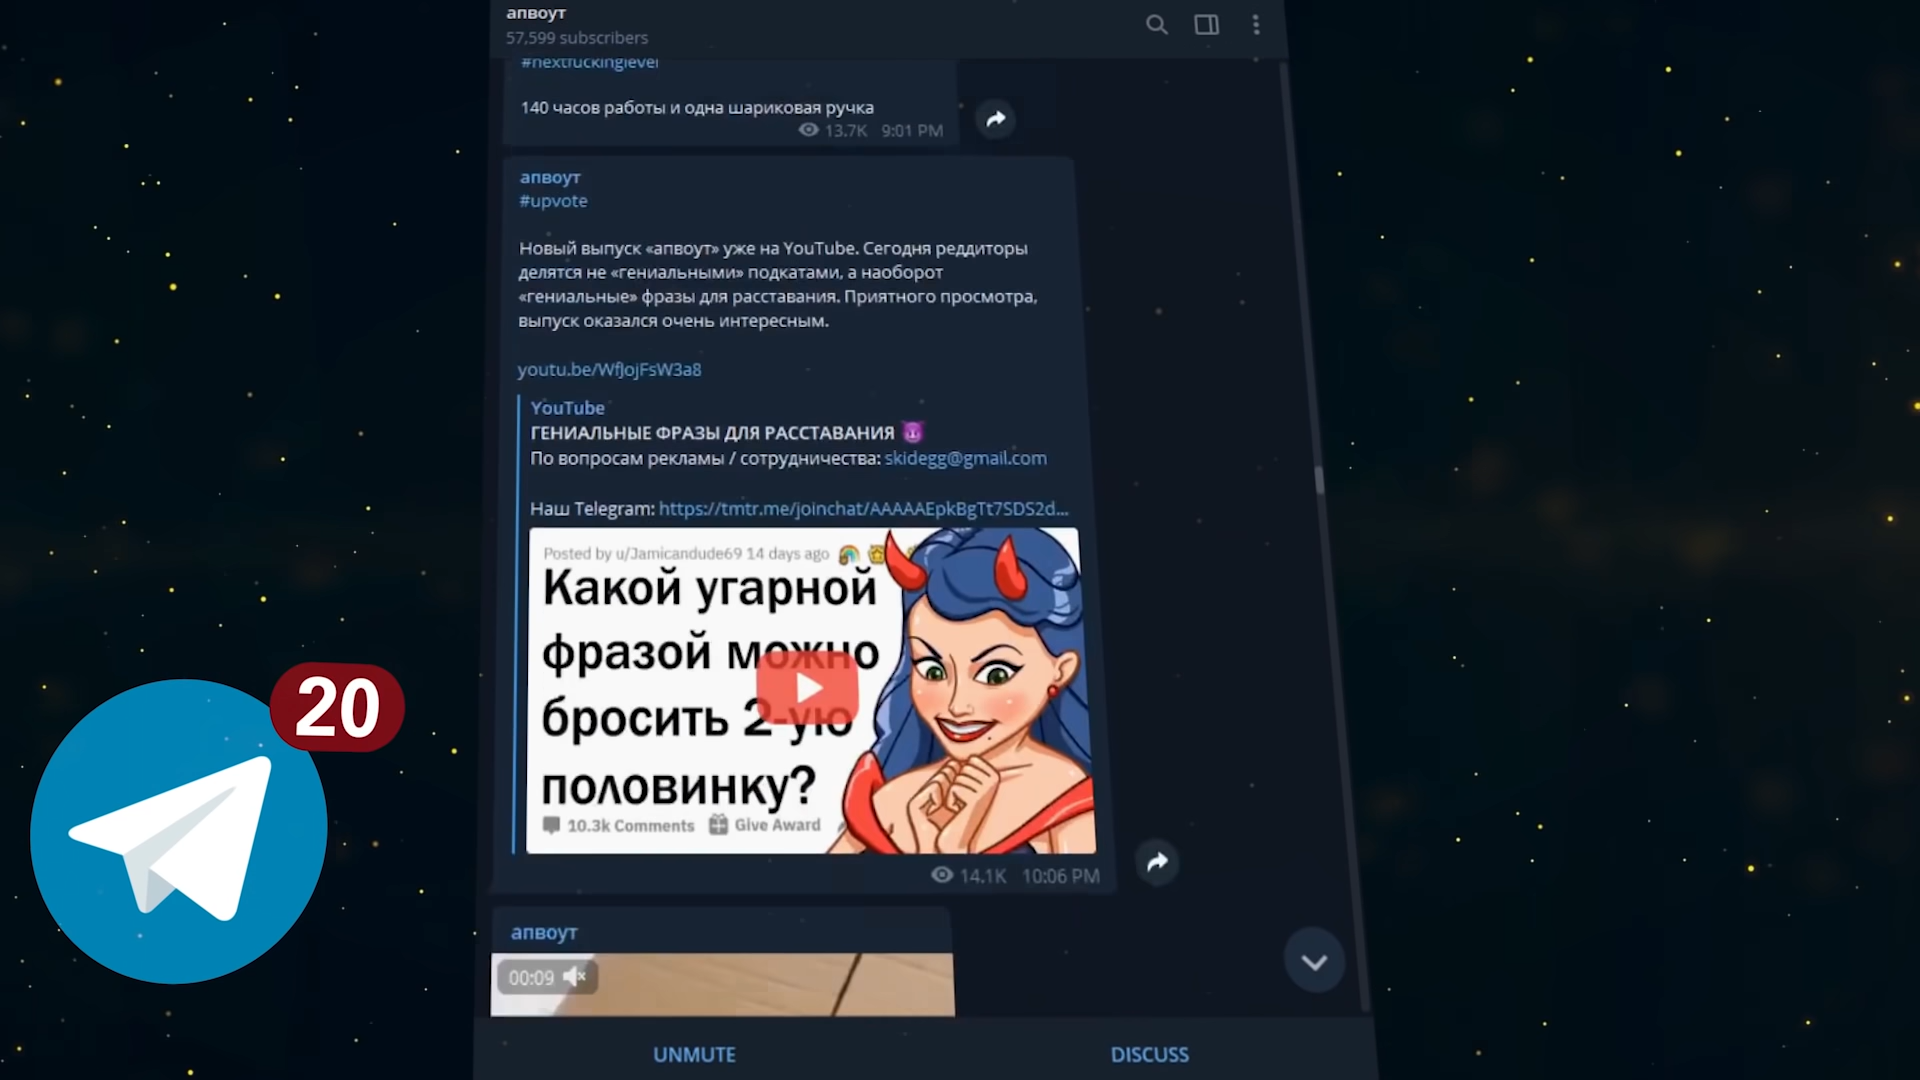 апвоут
57,599 subscribers
#nextfuckinglevel
140 часов работы и одна шариковая ручка
13.7K 9:01 PM
апвоут
#upvote
Новый выпуск «апвоут» уже на YouTube. Сегодня реддиторы
делятся не «гениальными» подкатами, а наоборот
«гениальные» фразы для расставания. Приятного просмотра,
выпуск оказался очень интересным.
youtu.be/WfJojFsW3a8
YouTube
ГЕНИАЛЬНЫЕ ФРАЗЫ ДЛЯ РАССТАВАНИЯ 😈
По вопросам рекламы / сотрудничества: skidegg@gmail.com
Наш Telegram: https://tmtr.me/joinchat/AAAAAEpkBgTt7SDS2d...
Posted by u/Jamicandude69 14 days ago
Какой угарной
фразой можно
бросить 2-ую
половинку?
10.3k Comments Give Award
14.1K 10:06 PM
20
апвоут
00:09
UNMUTE DISCUSS